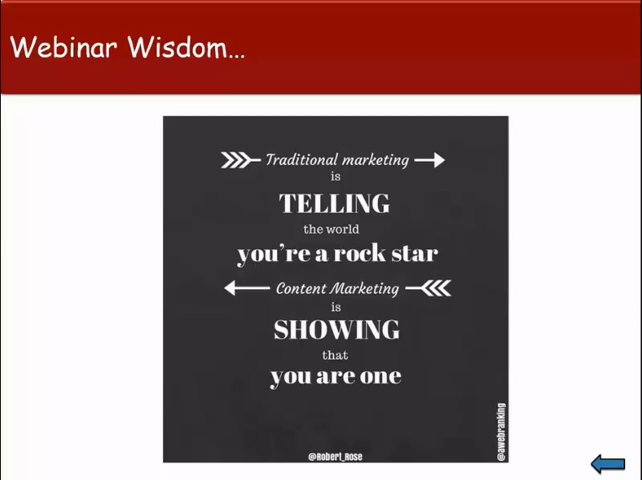 Webinar Wisdom...
Traditional marketing
is
TELLING
the world
you're a rock star
Content Marketing
is
SHOWING
that
you are one
@Robert_Rose
@awebranking